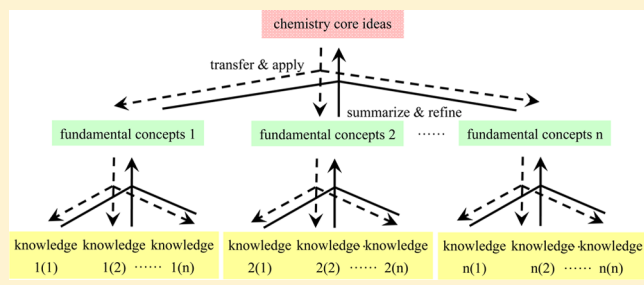 chemistry core ideas
transfer & apply
summarize & refine
fundamental concepts 1
fundamental concepts 2
······
fundamental concepts n
knowledge knowledge knowledge
1(1) 1(2) ······ 1(n)
knowledge knowledge knowledge
2(1) 2(2) ······ 2(n)
knowledge knowledge knowledge
n(1) n(2) ······ n(n)